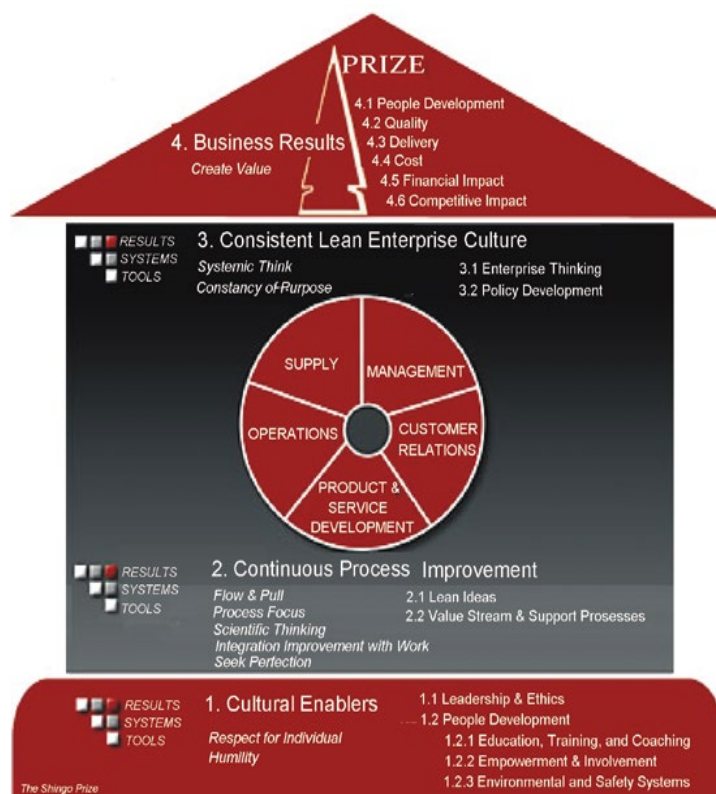 PRIZE
4.1 People Development
4.2 Quality
4.3 Delivery
4.4 Cost
4.5 Financial Impact
4.6 Competitive Impact
4. Business Results
Create Value
RESULTS
SYSTEMS
TOOLS
3. Consistent Lean Enterprise Culture
Systemic Think
Constancy-of-Purpose
3.1 Enterprise Thinking
3.2 Policy Development
SUPPLY
MANAGEMENT
OPERATIONS
CUSTOMER
RELATIONS
PRODUCT &
SERVICE
DEVELOPMENT
RESULTS
SYSTEMS
TOOLS
2. Continuous Process Improvement
Flow & Pull
Process Focus
Scientific Thinking
Integration Improvement with Work
Seek Perfection
2.1 Lean Ideas
2.2 Value Stream & Support Prosesses
RESULTS
SYSTEMS
TOOLS
1. Cultural Enablers
Respect for Individual
Humility
1.1 Leadership & Ethics
1.2 People Development
1.2.1 Education, Training, and Coaching
1.2.2 Empowerment & Involvement
1.2.3 Environmental and Safety Systems
The Shingo Prize